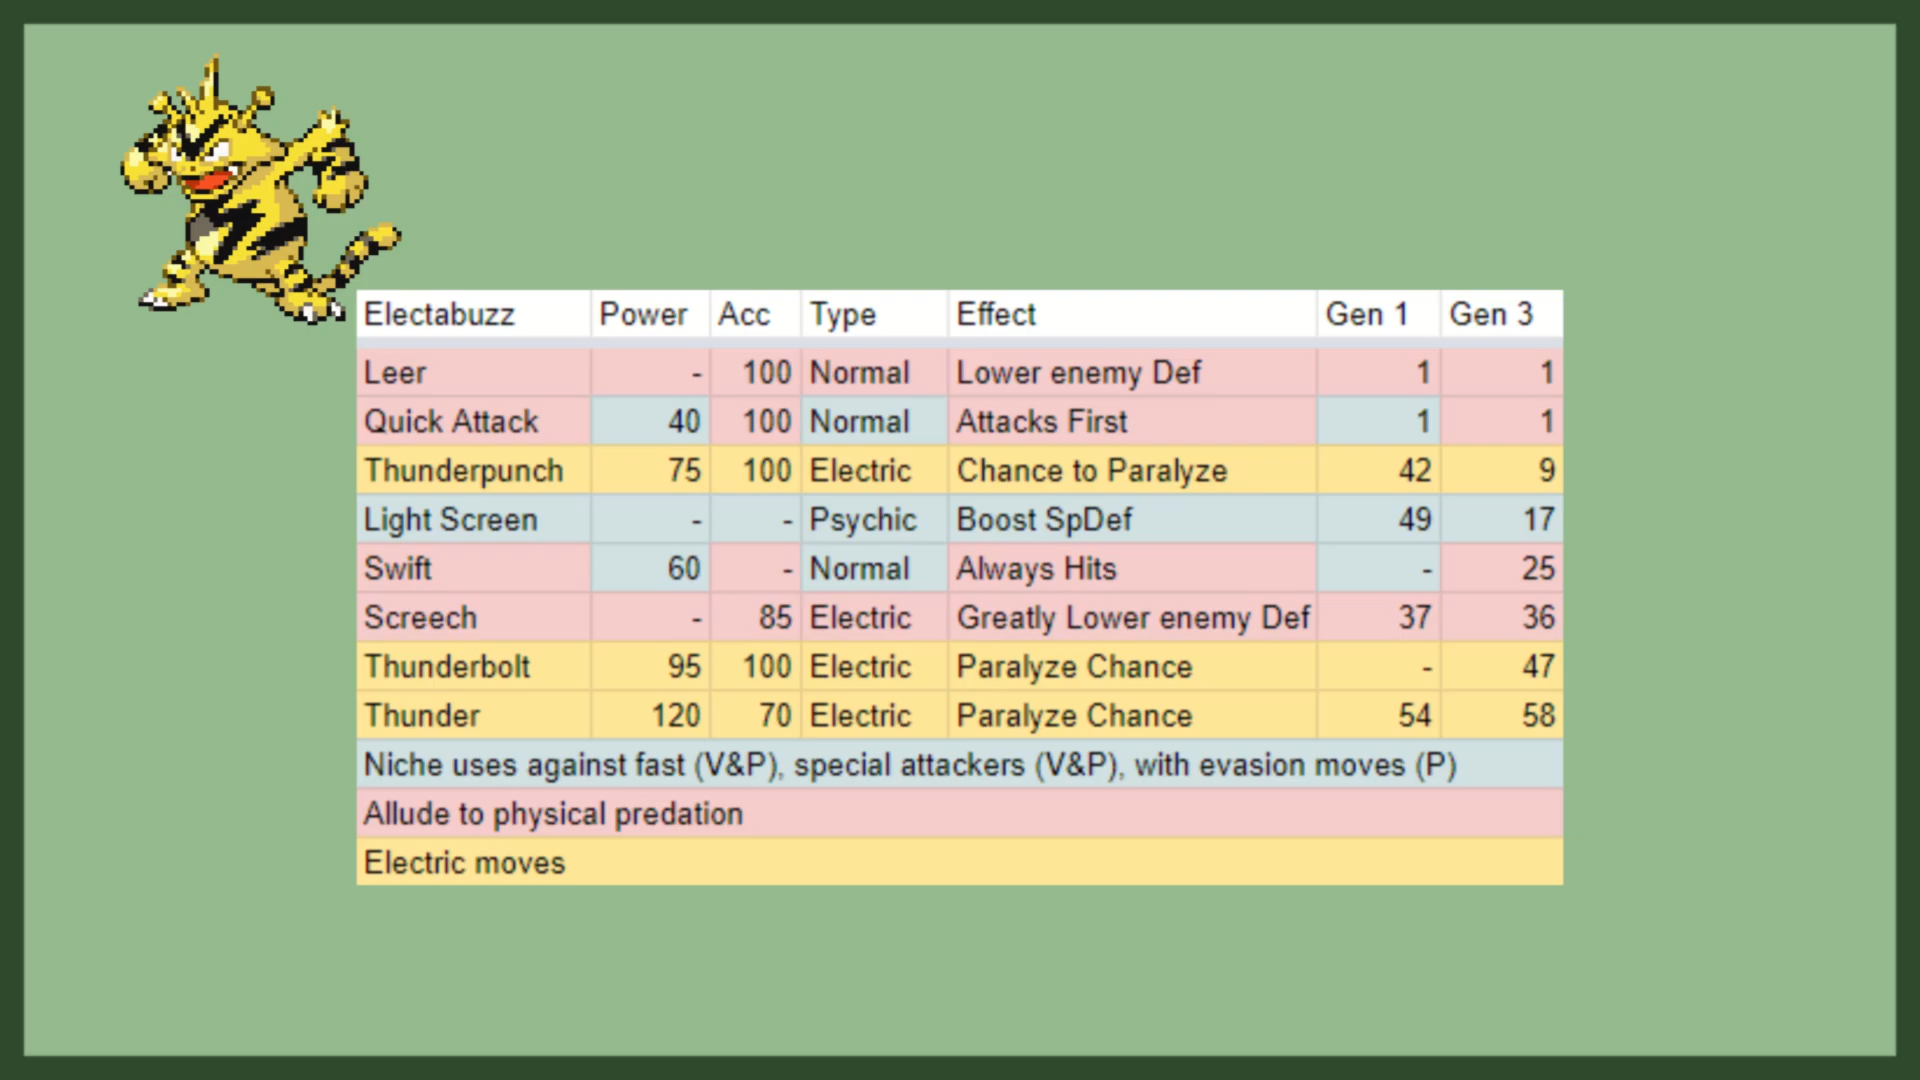 Electabuzz Power Acc Type Effect Gen 1 Gen 3
Leer - 100 Normal Lower enemy Def 1 1
Quick Attack 40 100 Normal Attacks First 1 1
Thunderpunch 75 100 Electric Chance to Paralyze 42 9
Light Screen - - Psychic Boost SpDef 49 17
Swift 60 - Normal Always Hits - 25
Screech - 85 Electric Greatly Lower enemy Def 37 36
Thunderbolt 95 100 Electric Paralyze Chance - 47
Thunder 120 70 Electric Paralyze Chance 54 58
Niche uses against fast (V&P), special attackers (V&P), with evasion moves (P)
Allude to physical predation
Electric moves